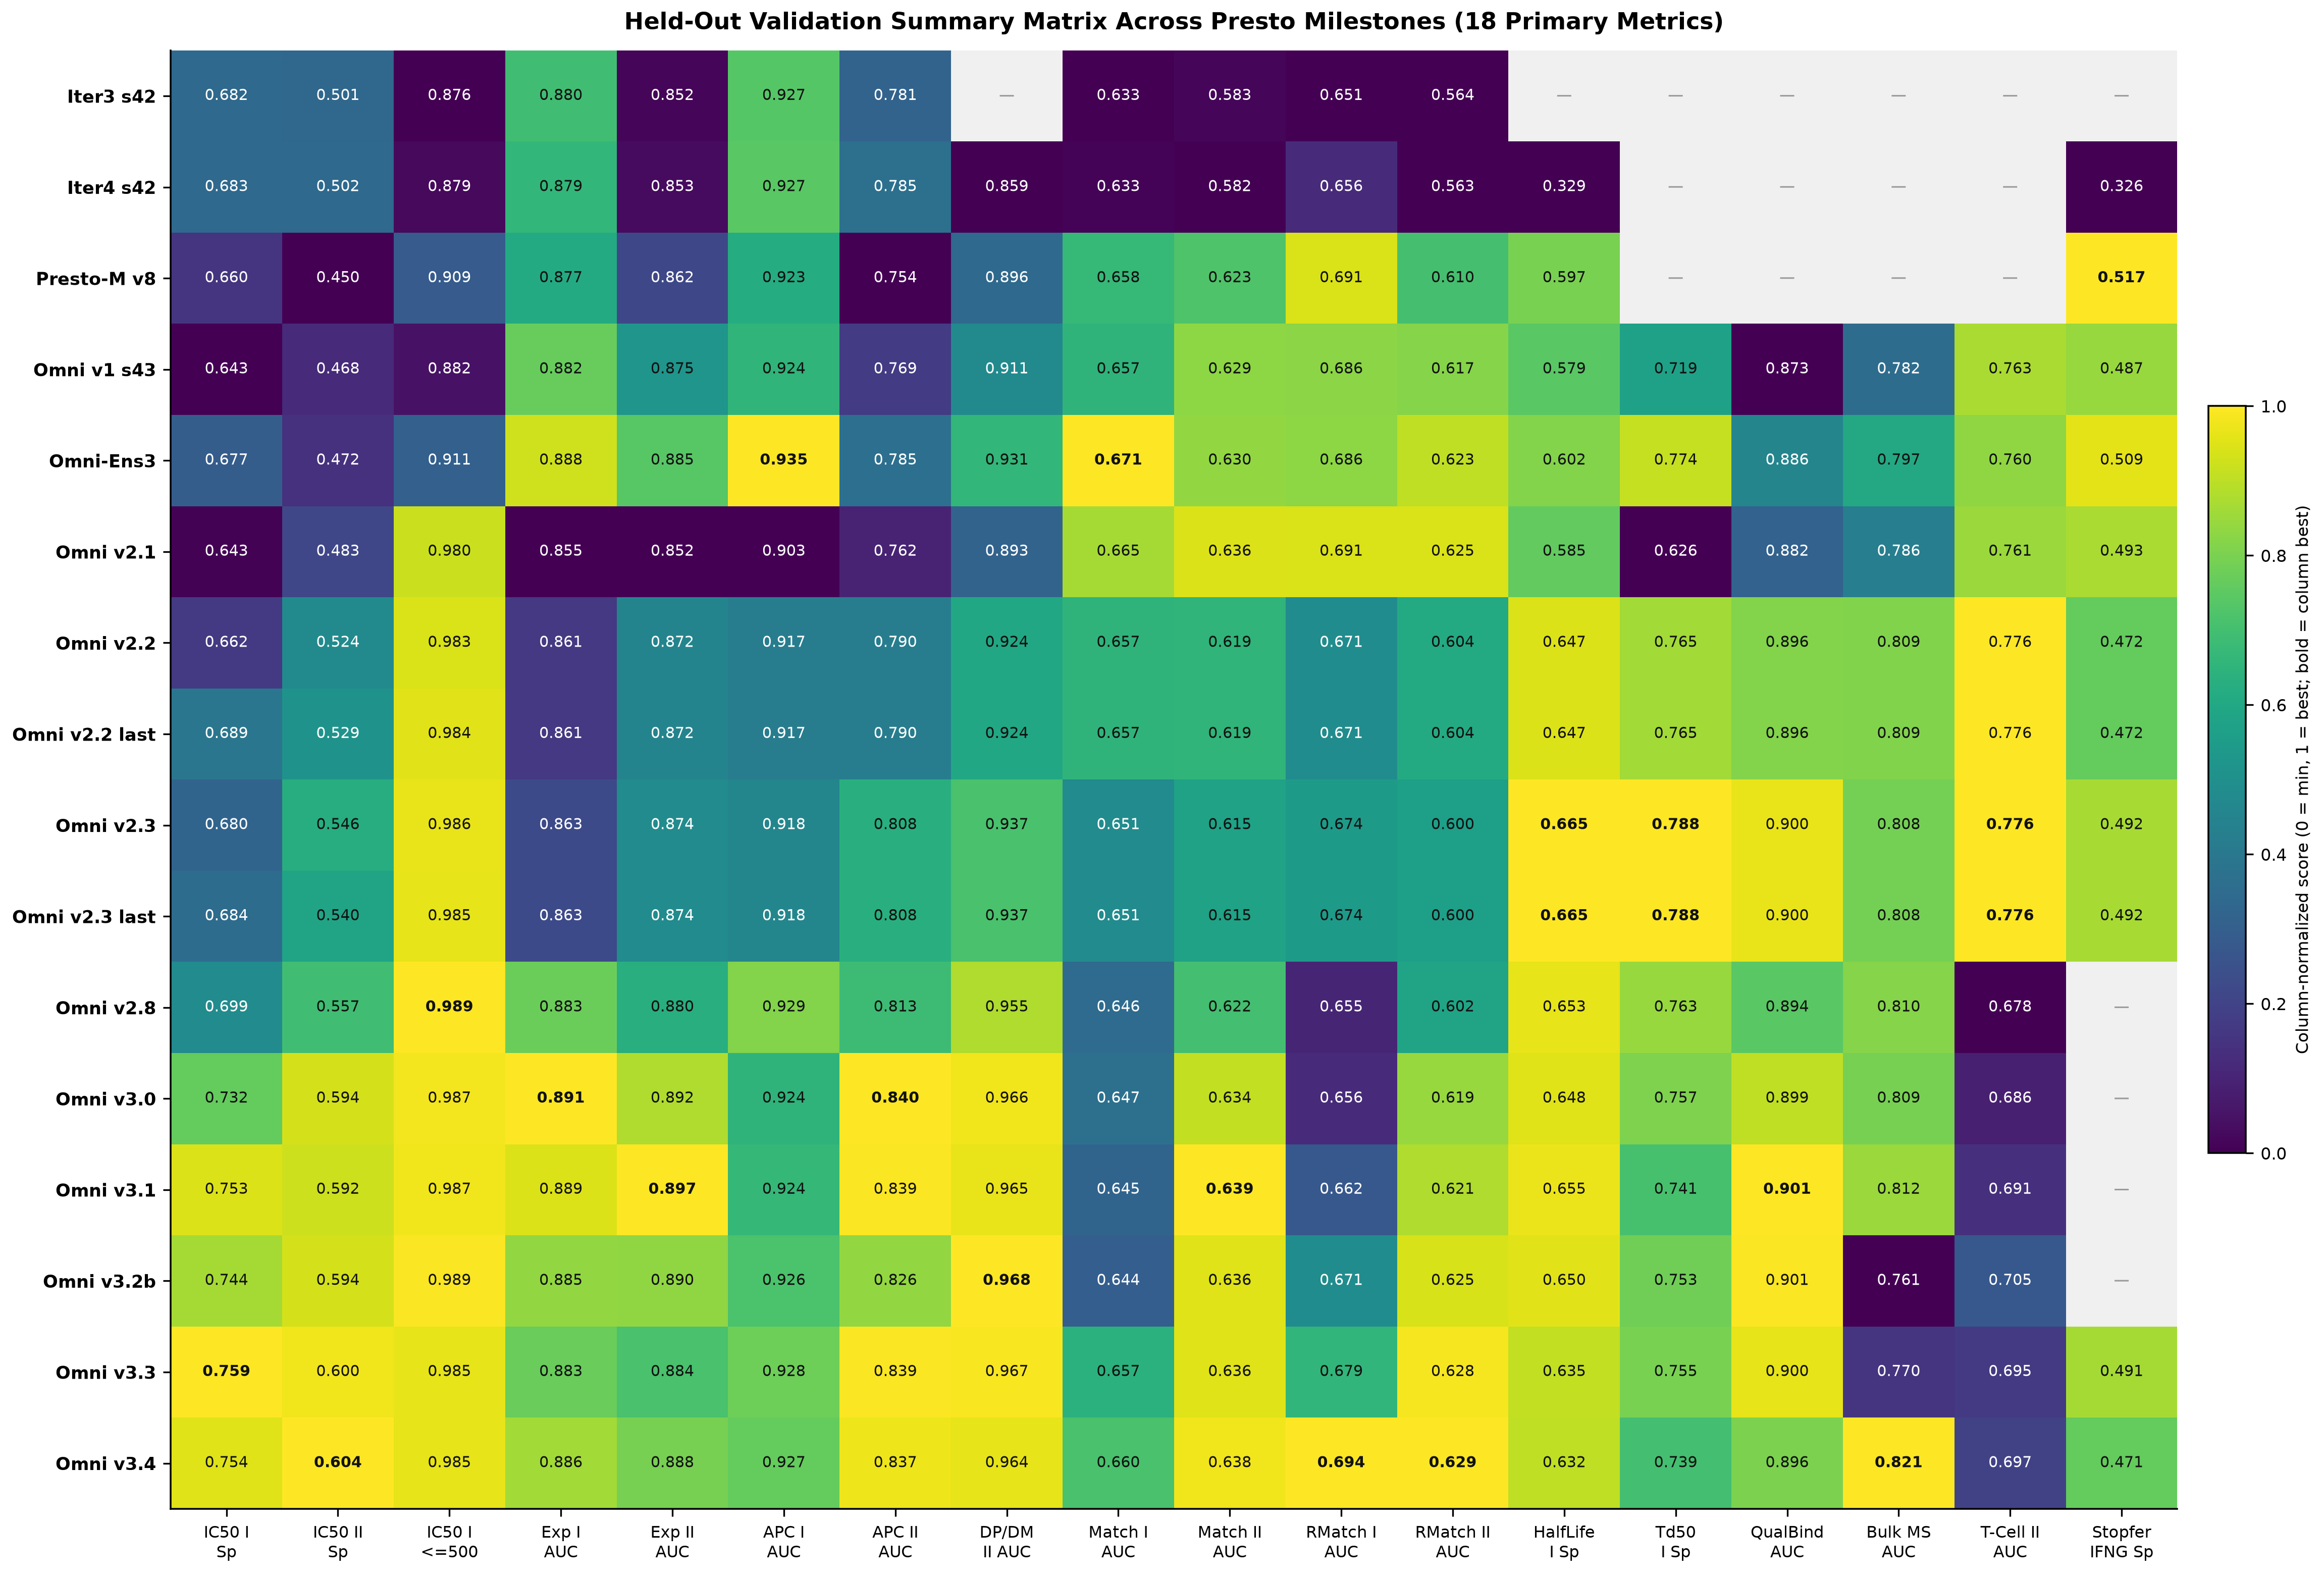 Held-Out Validation Summary Matrix Across Presto Milestones (18 Primary Metrics)
Iter3 s42 0.682 0.501 0.876 0.880 0.852 0.927 0.781 — 0.633 0.583 0.651 0.564 — — — — — —
Iter4 s42 0.683 0.502 0.879 0.879 0.853 0.927 0.785 0.859 0.633 0.582 0.656 0.563 0.329 — — — — 0.326
Presto-M v8 0.660 0.450 0.909 0.877 0.862 0.923 0.754 0.896 0.658 0.623 0.691 0.610 0.597 — — — — 0.517
Omni v1 s43 0.643 0.468 0.882 0.882 0.875 0.924 0.769 0.911 0.657 0.629 0.686 0.617 0.579 0.719 0.873 0.782 0.763 0.487
Omni-Ens3 0.677 0.472 0.911 0.888 0.885 0.935 0.785 0.931 0.671 0.630 0.686 0.623 0.602 0.774 0.886 0.797 0.760 0.509
Omni v2.1 0.643 0.483 0.980 0.855 0.852 0.903 0.762 0.893 0.665 0.636 0.691 0.625 0.585 0.626 0.882 0.786 0.761 0.493
Omni v2.2 0.662 0.524 0.983 0.861 0.872 0.917 0.790 0.924 0.657 0.619 0.671 0.604 0.647 0.765 0.896 0.809 0.776 0.472
Omni v2.2 last 0.689 0.529 0.984 0.861 0.872 0.917 0.790 0.924 0.657 0.619 0.671 0.604 0.647 0.765 0.896 0.809 0.776 0.472
Omni v2.3 0.680 0.546 0.986 0.863 0.874 0.918 0.808 0.937 0.651 0.615 0.674 0.600 0.665 0.788 0.900 0.808 0.776 0.492
Omni v2.3 last 0.684 0.540 0.985 0.863 0.874 0.918 0.808 0.937 0.651 0.615 0.674 0.600 0.665 0.788 0.900 0.808 0.776 0.492
Omni v2.8 0.699 0.557 0.989 0.883 0.880 0.929 0.813 0.955 0.646 0.622 0.655 0.602 0.653 0.763 0.894 0.810 0.678 —
Omni v3.0 0.732 0.594 0.987 0.891 0.892 0.924 0.840 0.966 0.647 0.634 0.656 0.619 0.648 0.757 0.899 0.809 0.686 —
Omni v3.1 0.753 0.592 0.987 0.889 0.897 0.924 0.839 0.965 0.645 0.639 0.662 0.621 0.655 0.741 0.901 0.812 0.691 —
Omni v3.2b 0.744 0.594 0.989 0.885 0.890 0.926 0.826 0.968 0.644 0.636 0.671 0.625 0.650 0.753 0.901 0.761 0.705 —
Omni v3.3 0.759 0.600 0.985 0.883 0.884 0.928 0.839 0.967 0.657 0.636 0.679 0.628 0.635 0.755 0.900 0.770 0.695 0.491
Omni v3.4 0.754 0.604 0.985 0.886 0.888 0.927 0.837 0.964 0.660 0.638 0.694 0.629 0.632 0.739 0.896 0.821 0.697 0.471
IC50 I IC50 II IC50 I Exp I Exp II APC I APC II DP/DM Match I Match II RMatch I RMatch II HalfLife Td50 QualBind Bulk MS T-Cell II Stopfer
Sp Sp <=500 AUC AUC AUC AUC II AUC AUC AUC AUC AUC I Sp I Sp AUC AUC AUC IFNG Sp
1.0
0.8
0.6
0.4
0.2
0.0
Column-normalized score (0 = min, 1 = best; bold = column best)